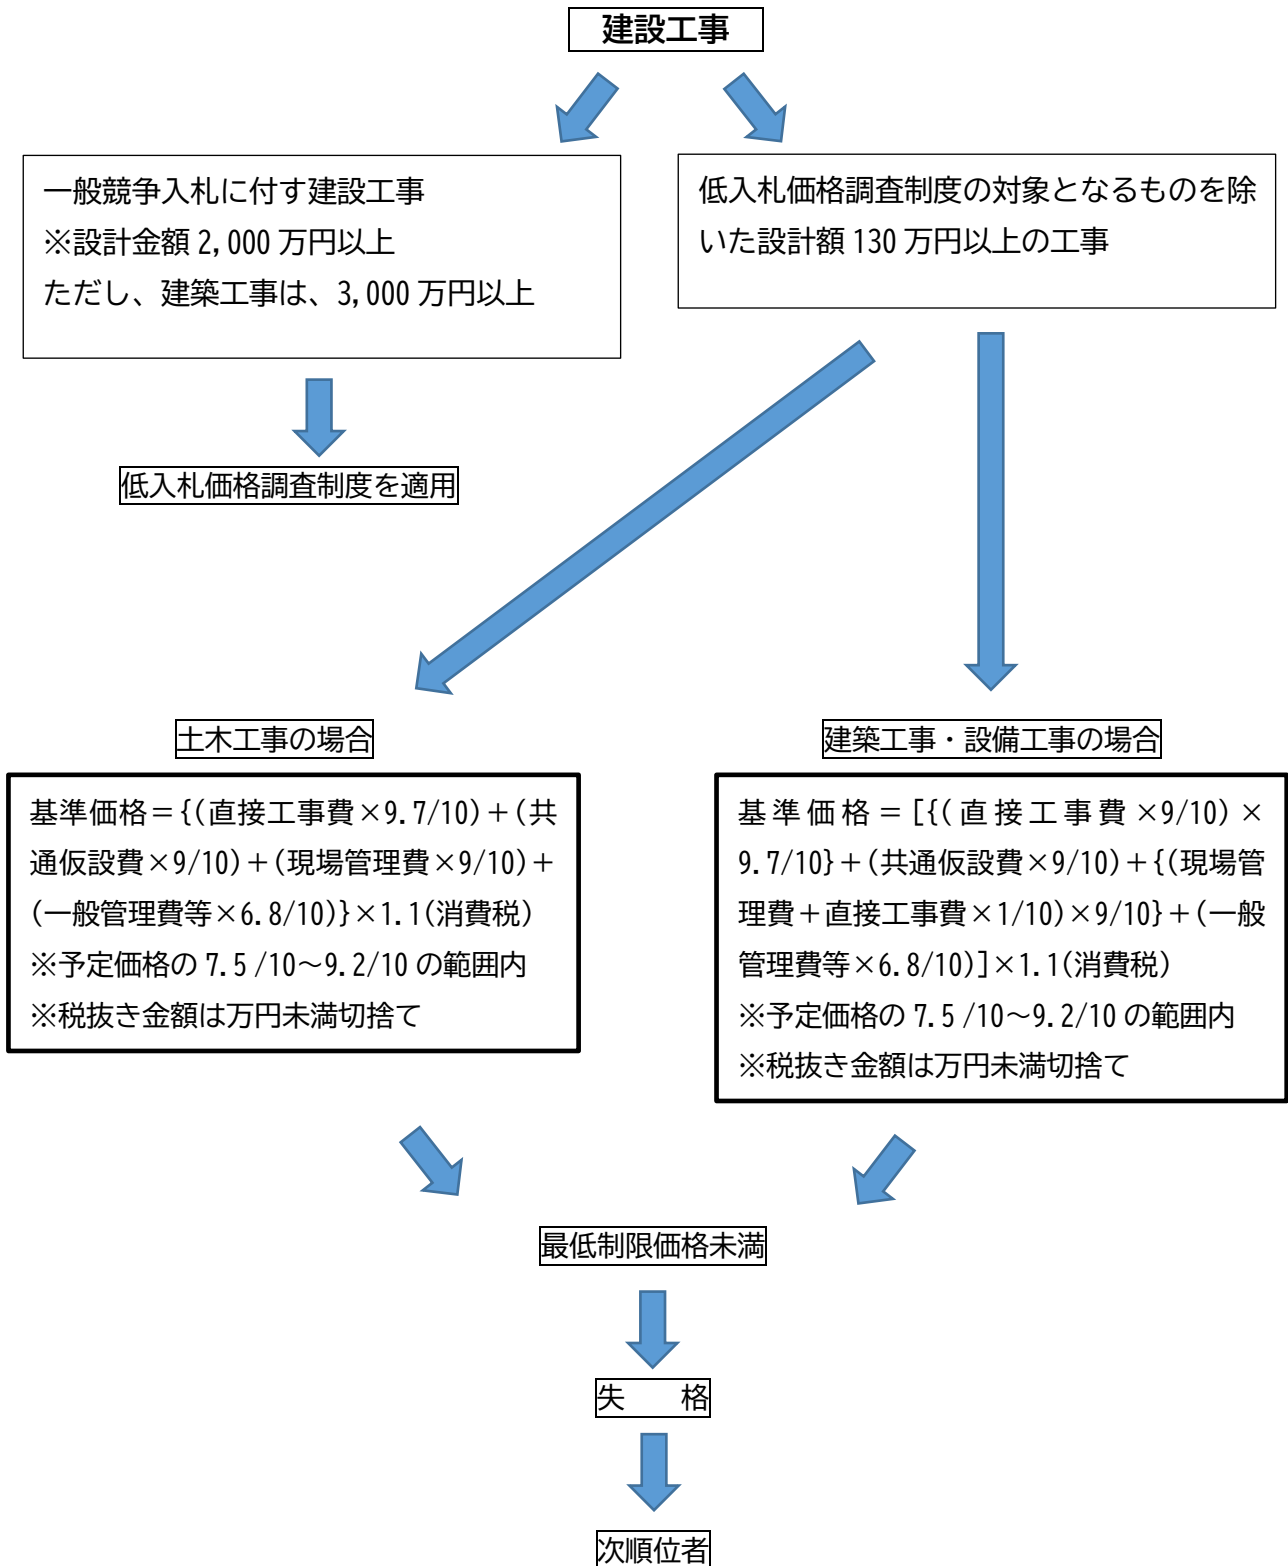 建設工事
一般競争入札に付す建設工事
※設計金額 2,000 万円以上
ただし、建築工事は、3,000 万円以上
低入札価格調査制度の対象となるものを除
いた設計額 130 万円以上の工事
低入札価格調査制度を適用
土木工事の場合
基準価格＝{(直接工事費×9.7/10)＋(共
通仮設費×9/10)＋(現場管理費×9/10)＋
(一般管理費等×6.8/10)}×1.1(消費税)
※予定価格の 7.5 /10～9.2/10 の範囲内
※税抜き金額は万円未満切捨て
建築工事・設備工事の場合
基準価格＝[{(直接工事費×9/10)×
9.7/10}＋(共通仮設費×9/10)＋{(現場管
理費＋直接工事費×1/10)×9/10}＋(一般
管理費等×6.8/10)]×1.1(消費税)
※予定価格の 7.5 /10～9.2/10 の範囲内
※税抜き金額は万円未満切捨て
最低制限価格未満
失　　格
次順位者